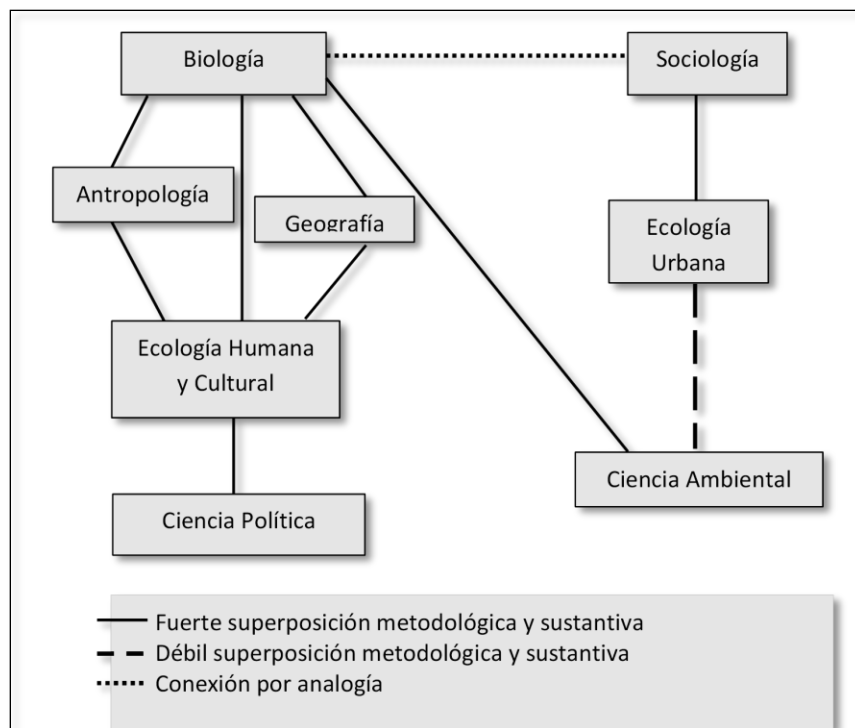 Biología
Sociología
Antropología
Geografía
Ecología
Urbana
Ecología Humana
y Cultural
Ciencia Ambiental
Ciencia Política
Fuerte superposición metodológica y sustantiva
Débil superposición metodológica y sustantiva
Conexión por analogía